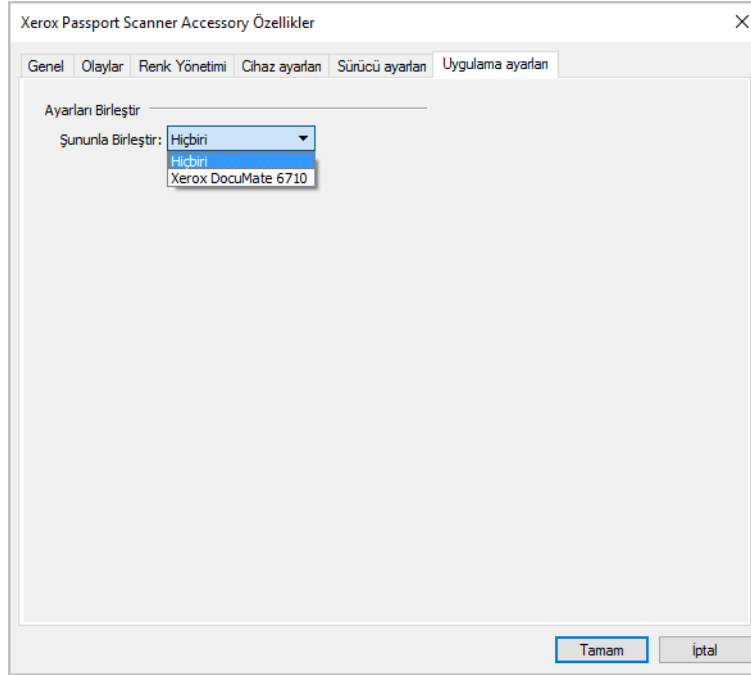 Xerox Passport Scanner Accessory Özellikler
Genel Olaylar Renk Yönetimi Cihaz ayarları Sürücü ayarları Uygulama ayarları
Ayarları Birleştir
Şununla Birleştir: Hiçbiri
Hiçbiri
Xerox DocuMate 6710
Tamam İptal